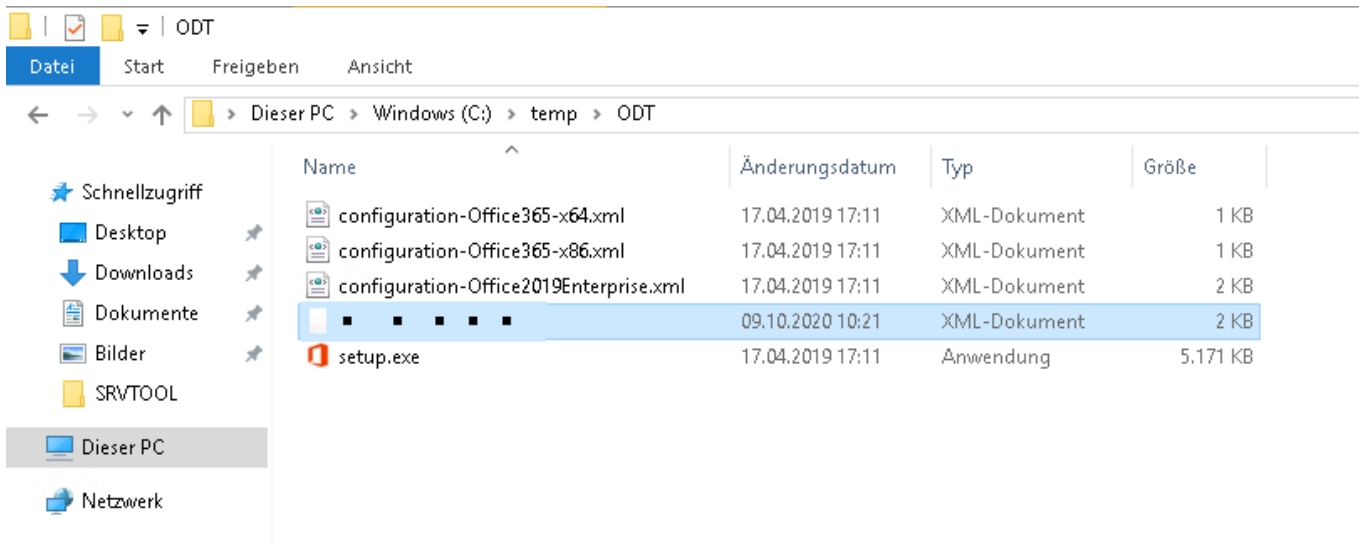 ODT
Datei Start Freigeben Ansicht
Dieser PC Windows (C:) temp ODT
Name Änderungsdatum Typ Größe
Schnellzugriff
Desktop
Downloads
Dokumente
Bilder
SRVTOOL
Dieser PC
Netzwerk
configuration-Office365-x64.xml 17.04.2019 17:11 XML-Dokument 1 KB
configuration-Office365-x86.xml 17.04.2019 17:11 XML-Dokument 1 KB
configuration-Office2019Enterprise.xml 17.04.2019 17:11 XML-Dokument 2 KB
09.10.2020 10:21 XML-Dokument 2 KB
setup.exe 17.04.2019 17:11 Anwendung 5.171 KB